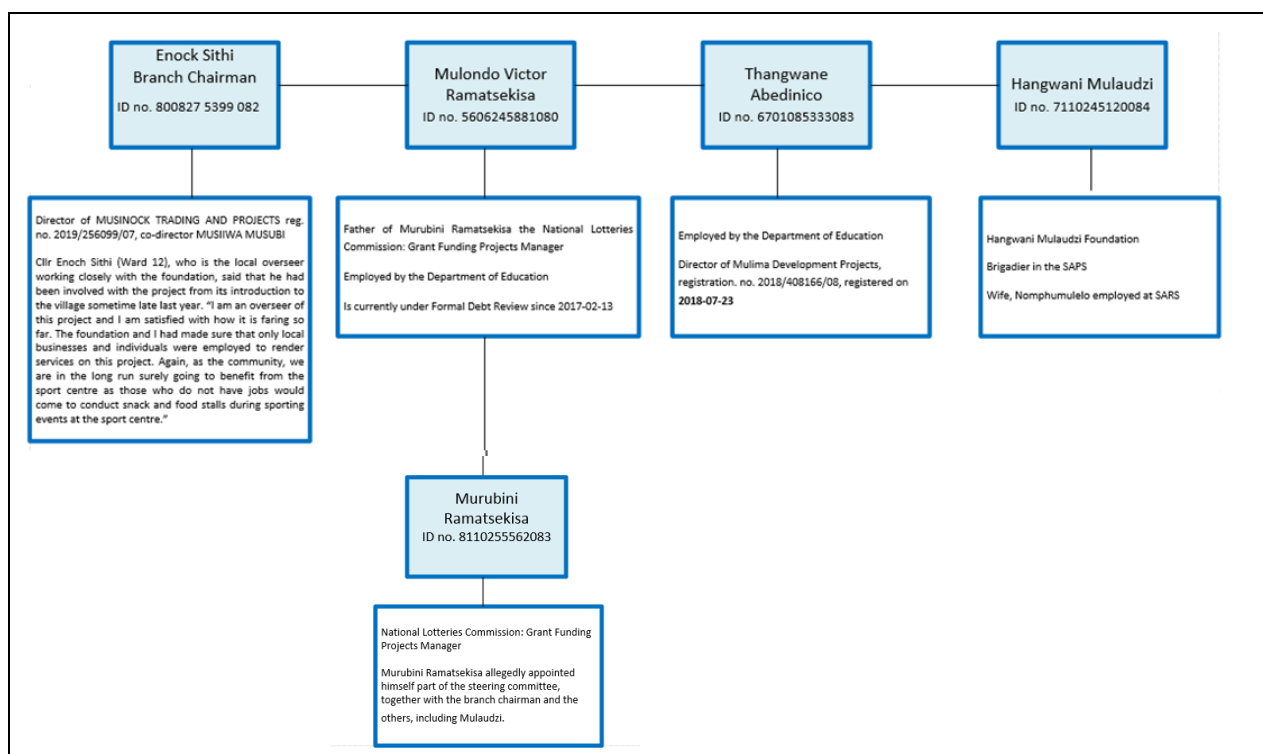 Enock Sithi
Branch Chairman
ID no. 800827 5399 082
Mulondo Victor
Ramatsekisa
ID no. 5606245881080
Thangwane
Abedinico
ID no. 6701085333083
Hangwani Mulaudzi
ID no. 7110245120084
Director of MUSINOCK TRADING AND PROJECTS reg.
no. 2019/256099/07, co-director MUSIIWA MUSUBI
Cllr Enoch Sithi (Ward 12), who is the local overseer
working closely with the foundation, said that he had
been involved with the project from its introduction to
the village sometime late last year. “I am an overseer of
this project and I am satisfied with how it is faring so
far. The foundation and I had made sure that only local
businesses and individuals were employed to render
services on this project. Again, as the community, we
are in the long run surely going to benefit from the
sport centre as those who do not have jobs would
come to conduct snack and food stalls during sporting
events at the sport centre.”
Father of Murubini Ramatsekisa the National Lotteries
Commission: Grant Funding Projects Manager
Employed by the Department of Education
Is currently under Formal Debt Review since 2017-02-13
Employed by the Department of Education
Director of Mulima Development Projects,
registration. no. 2018/408166/08, registered on
2018-07-23
Hangwani Mulaudzi Foundation
Brigadier in the SAPS
Wife, Nomphumulelo employed at SARS
Murubini
Ramatsekisa
ID no. 8110255562083
National Lotteries Commission: Grant Funding
Projects Manager
Murubini Ramatsekisa allegedly appointed
himself part of the steering committee,
together with the branch chairman and the
others, including Mulaudzi.